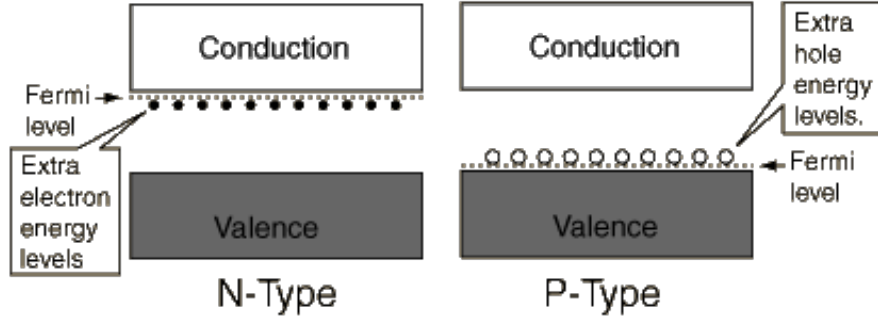 Conduction
Fermi
level
Extra
electron
energy
levels
Valence
N-Type
Conduction
Extra
hole
energy
levels.
Fermi
level
Valence
P-Type